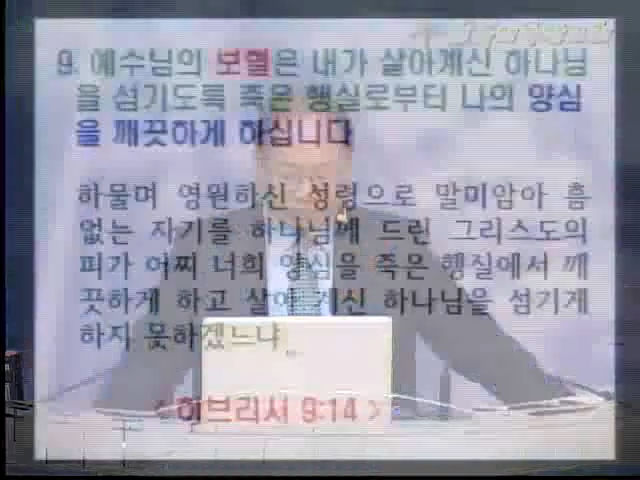 9. 예수님의 보혈은 내가 살아계신 하나님
을 섬기도록 죽은 행실로부터 나의 양심
을 깨끗하게 하십니다
하물며 영원하신 성령으로 말미암아 흠
없는 자기를 하나님께 드린 그리스도의
피가 어찌 너희 양심을 죽은 행실에서 깨
끗하게 하고 살아 계신 하나님을 섬기게
하지 못하겠느냐
< 히브리서 9:14 >